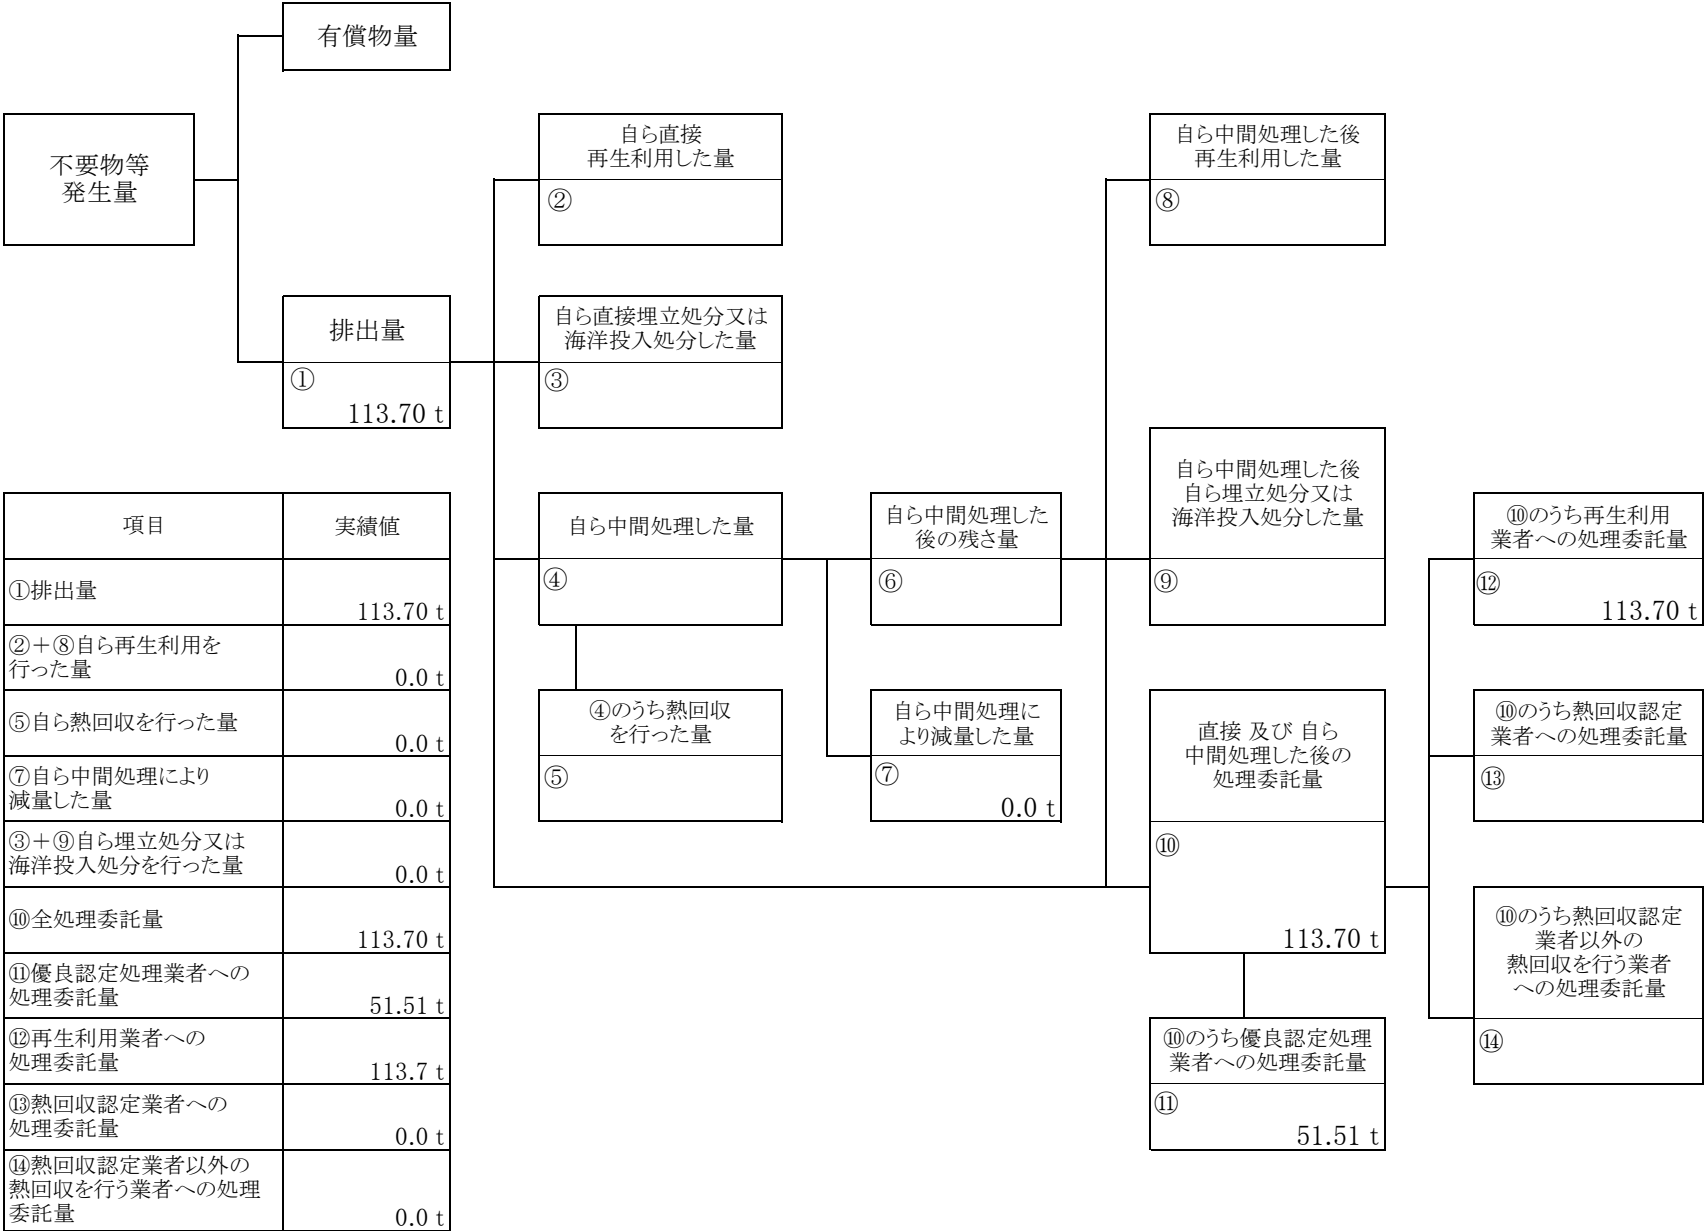 有償物量
不要物等
発生量
自ら直接
再生利用した量
②
自ら中間処理した後
再生利用した量
⑧
排出量
①
113.70 t
自ら直接埋立処分又は
海洋投入処分した量
③
自ら中間処理した量
④
自ら中間処理した
後の残さ量
⑥
自ら中間処理した後
自ら埋立処分又は
海洋投入処分した量
⑨
⑩のうち再生利用
業者への処理委託量
⑫
113.70 t
④のうち熱回収
を行った量
⑤
自ら中間処理に
より減量した量
⑦
0.0 t
直接 及び 自ら
中間処理した後の
処理委託量
⑩
113.70 t
⑩のうち熱回収認定
業者への処理委託量
⑬
⑩のうち熱回収認定
業者以外の
熱回収を行う業者
への処理委託量
⑭
⑩のうち優良認定処理
業者への処理委託量
⑪
51.51 t
項目
実績値
①排出量
113.70 t
②+⑧自ら再生利用を
行った量
0.0 t
⑤自ら熱回収を行った量
0.0 t
⑦自ら中間処理により
減量した量
0.0 t
③+⑨自ら埋立処分又は
海洋投入処分を行った量
0.0 t
⑩全処理委託量
113.70 t
⑪優良認定処理業者への
処理委託量
51.51 t
⑫再生利用業者への
処理委託量
113.7 t
⑬熱回収認定業者への
処理委託量
0.0 t
⑭熱回収認定業者以外の
熱回収を行う業者への処理
委託量
0.0 t